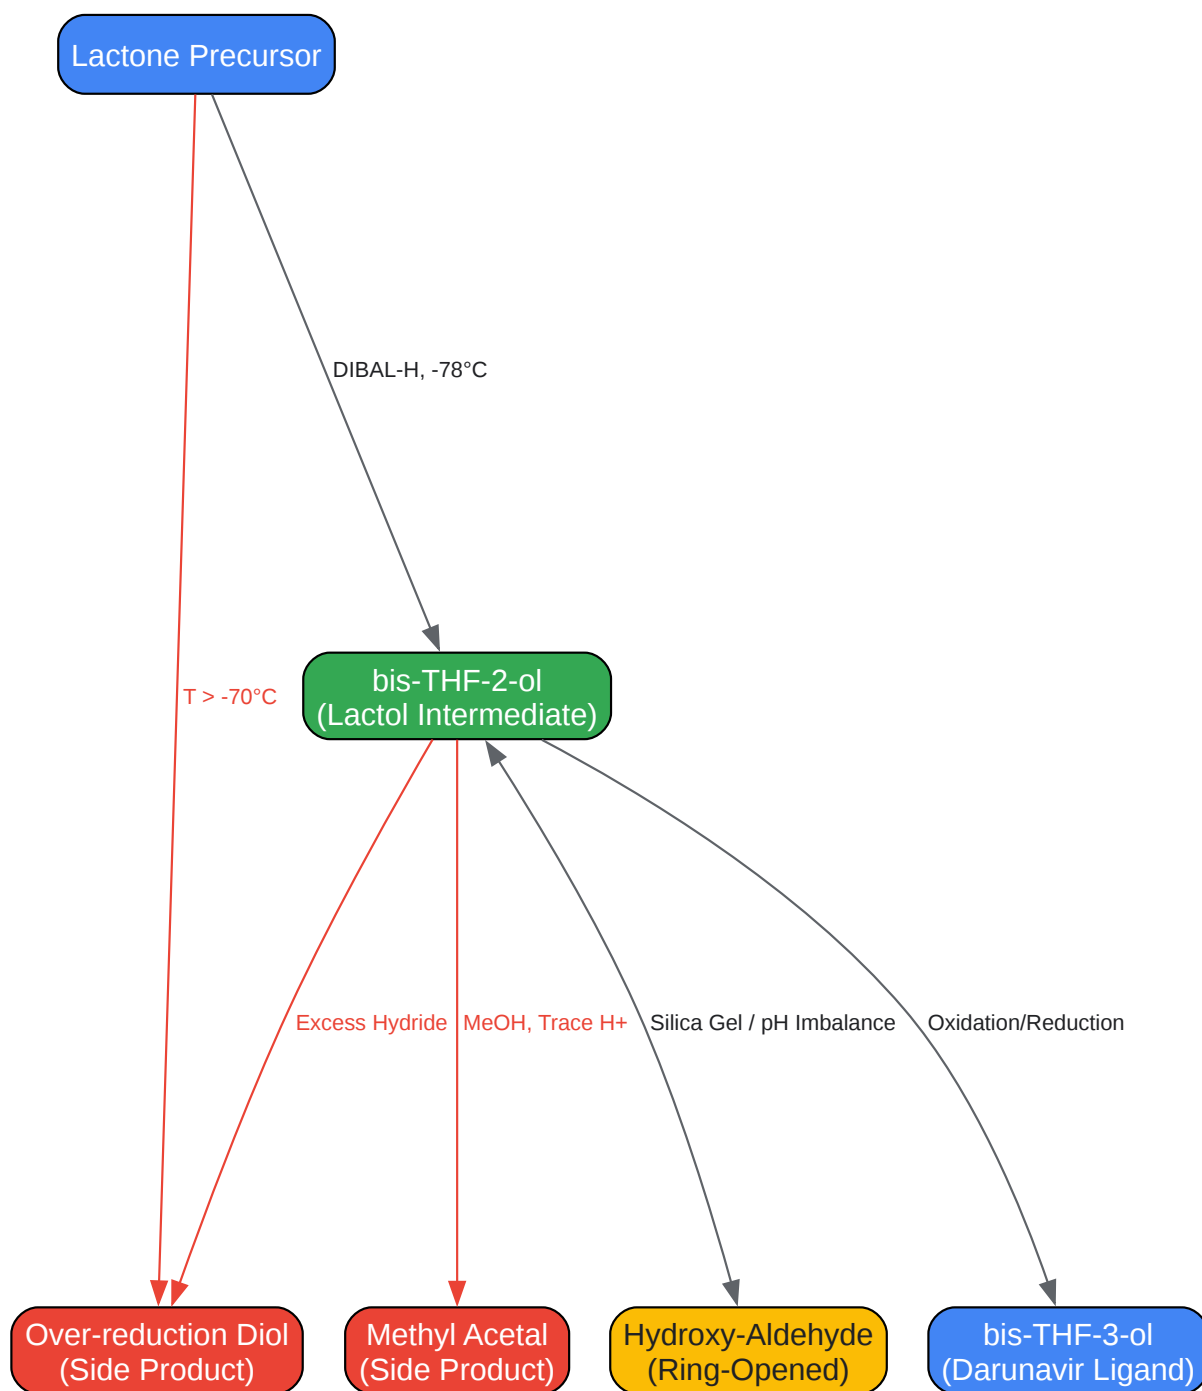 Lactone Precursor
DIBAL-H, -78°C
T > -70°C
bis-THF-2-ol
(Lactol Intermediate)
Excess Hydride
MeOH, Trace H+
Silica Gel / pH Imbalance
Oxidation/Reduction
Over-reduction Diol
(Side Product)
Methyl Acetal
(Side Product)
Hydroxy-Aldehyde
(Ring-Opened)
bis-THF-3-ol
(Darunavir Ligand)